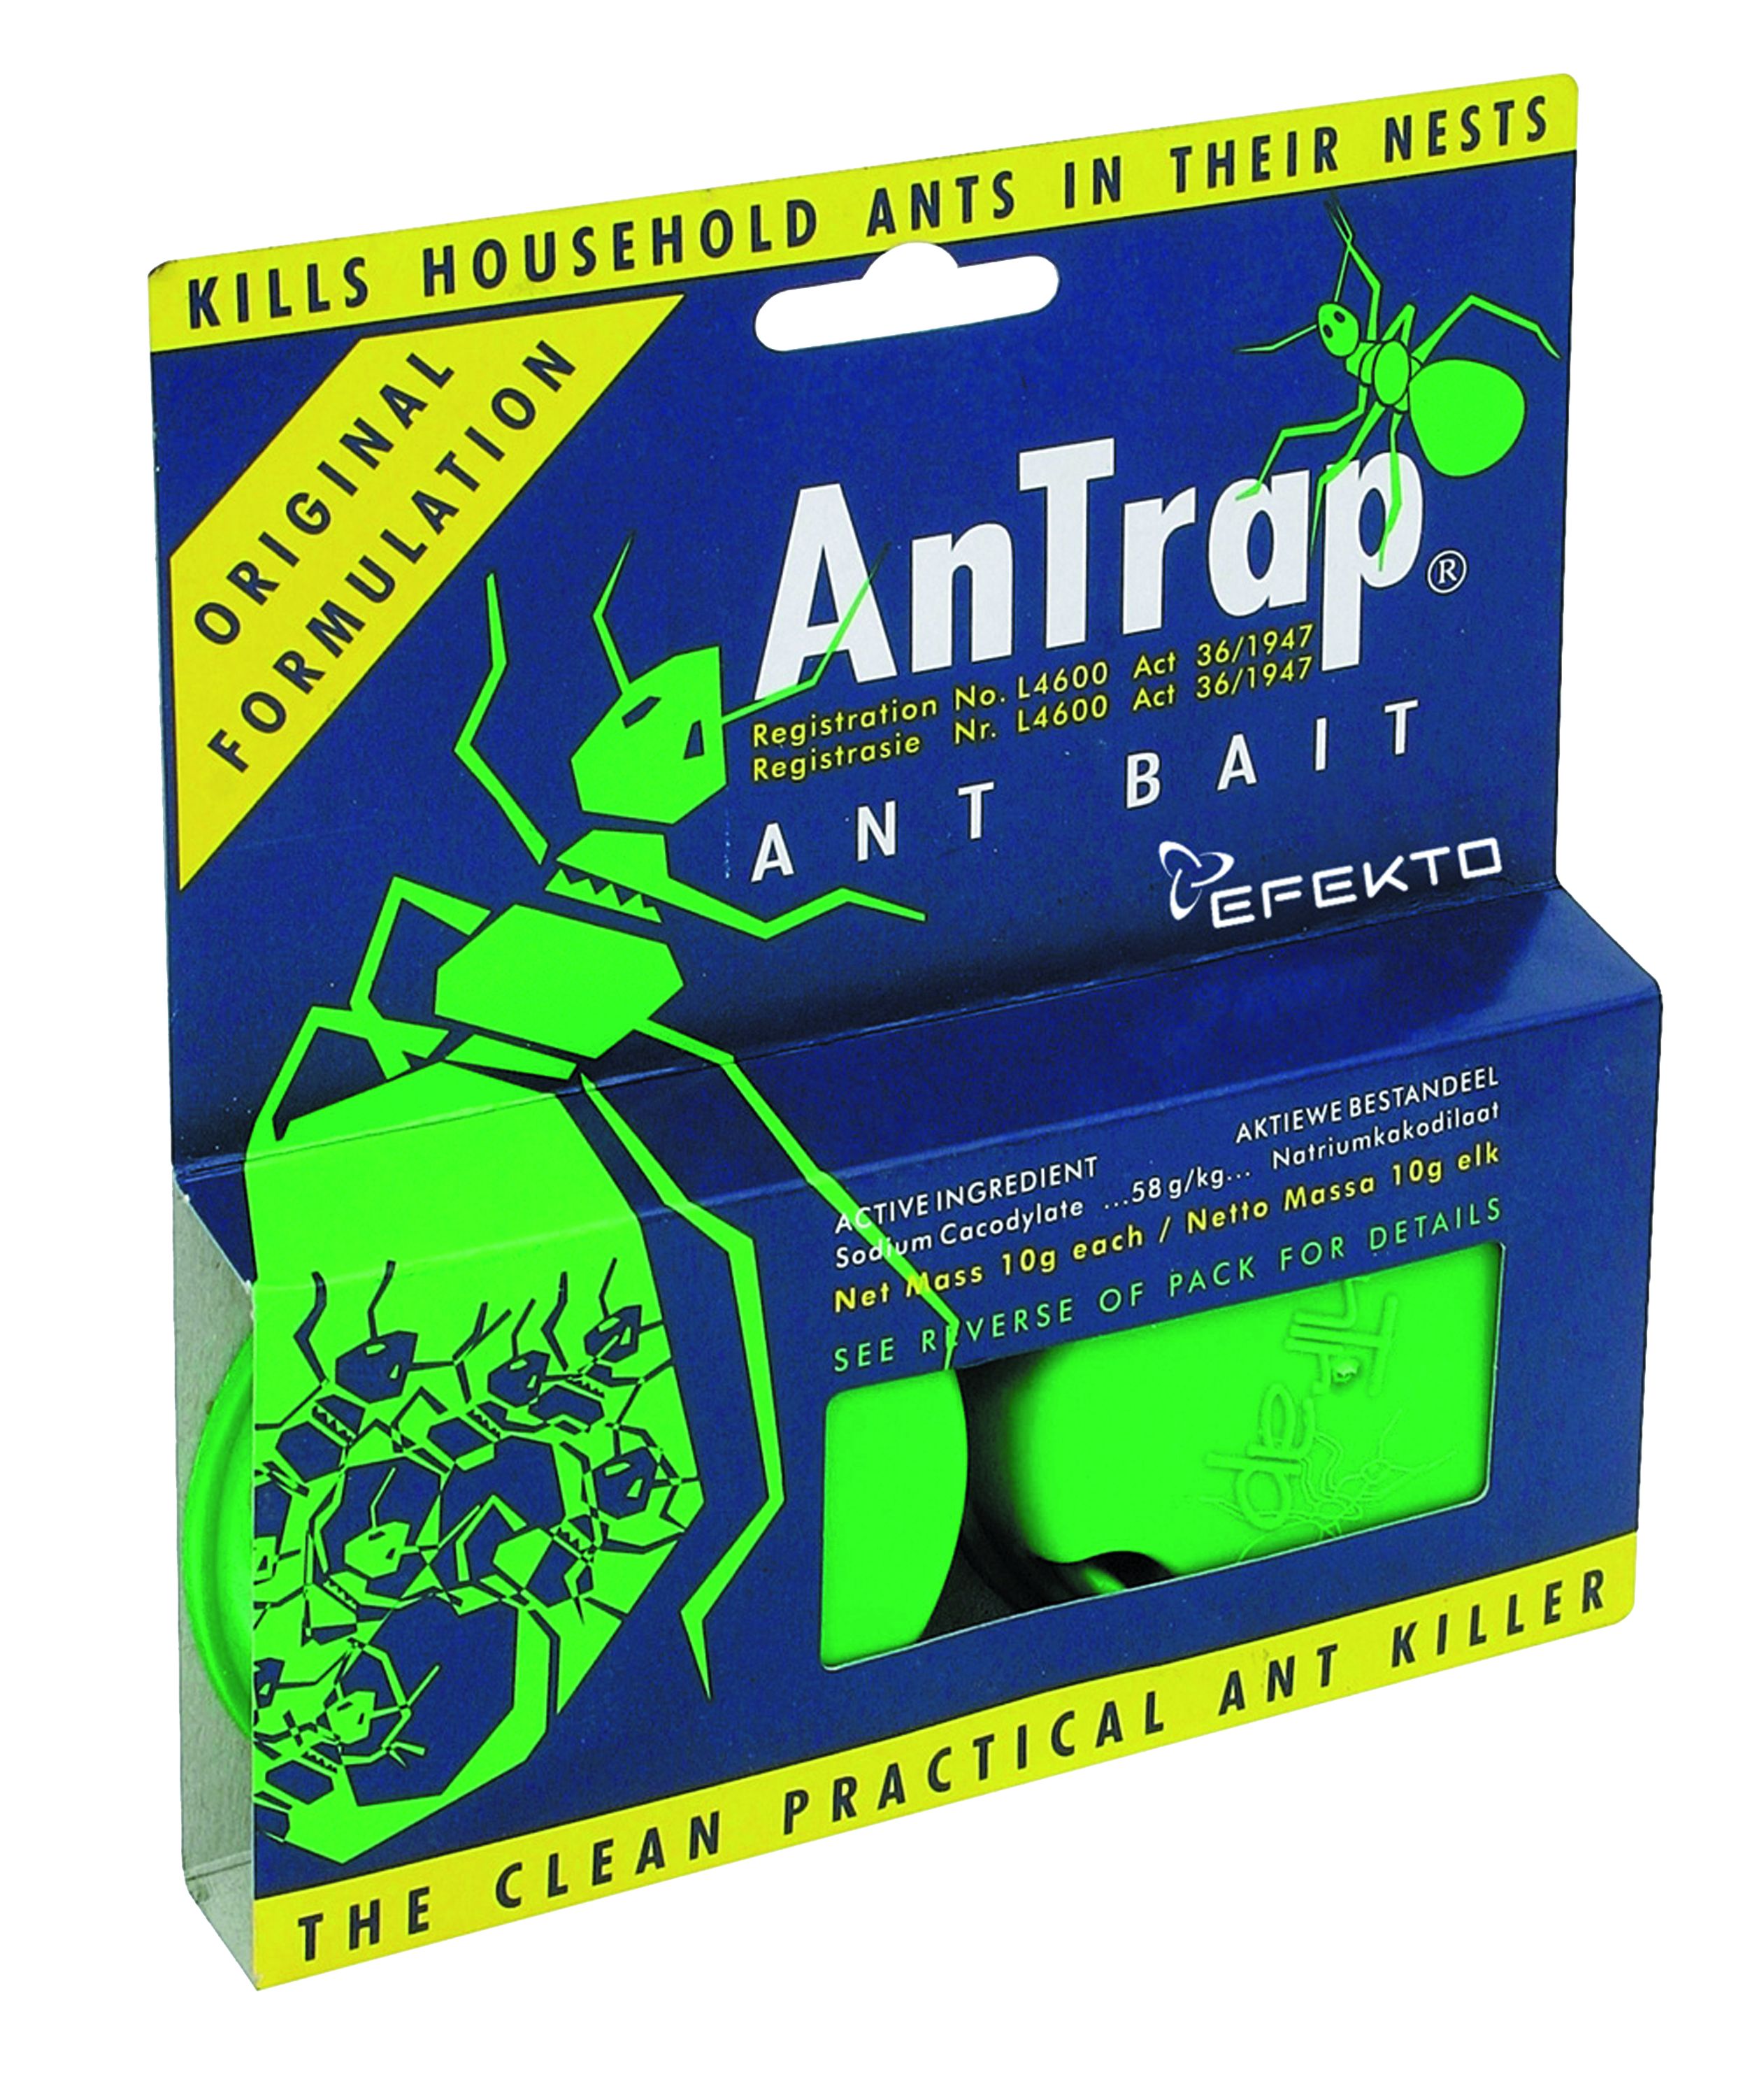 KILLS HOUSEHOLD ANTS IN THEIR NESTS
ORIGINAL
FORMULATION
AnTrap®
Registration No. L4600 Act 36/1947
Registrasie Nr. L4600 Act 36/1947
ANT BAIT
EFEKTO
ACTIVE INGREDIENT AKTIEWE BESTANDEEL
Sodium Cacodylate ...58 g/kg... Natriumkakodilaat
Net Mass 10g each / Netto Massa 10g elk
SEE REVERSE OF PACK FOR DETAILS
THE CLEAN PRACTICAL ANT KILLER